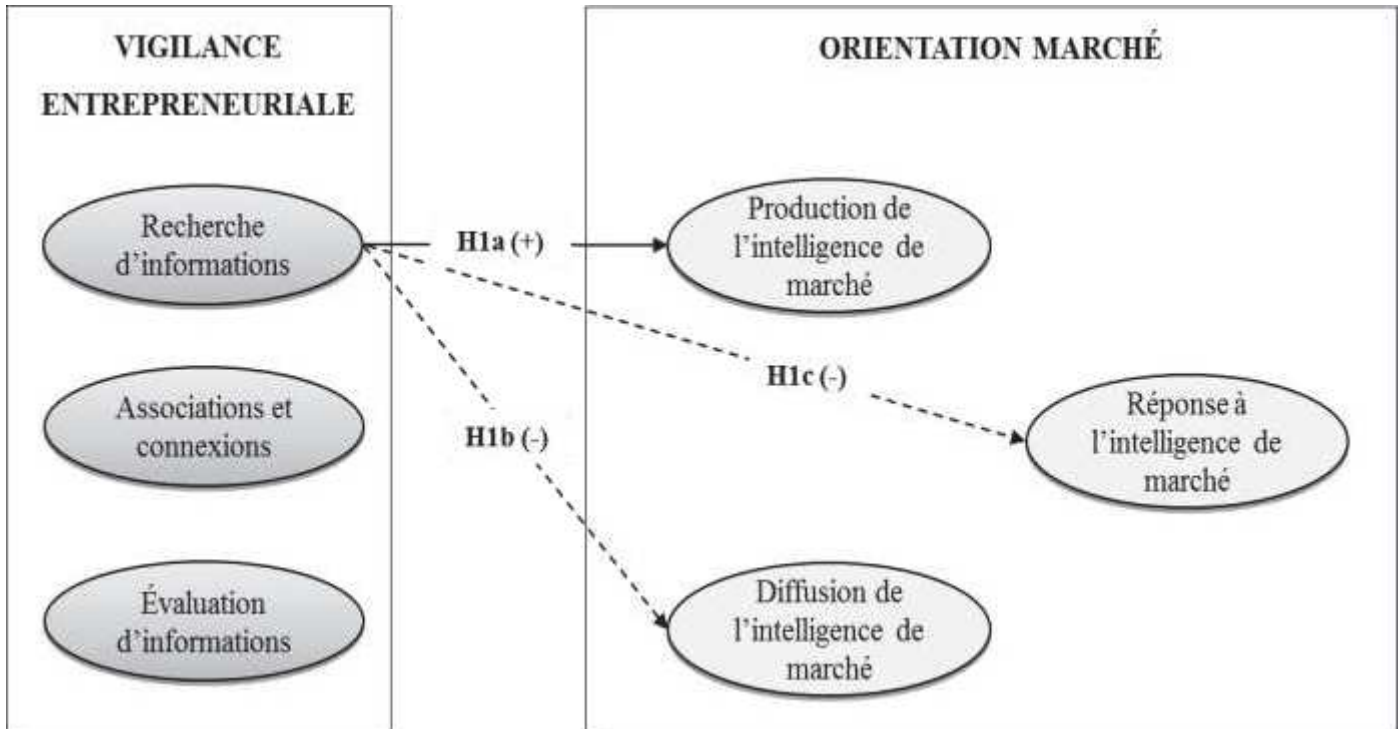 VIGILANCE
ENTREPRENEURIALE
Recherche
d’informations
Associations et
connexions
Évaluation
d’informations
H1a (+)
H1b (-)
H1c (-)
ORIENTATION MARCHÉ
Production de
l’intelligence de
marché
Réponse à
l’intelligence de
marché
Diffusion de
l’intelligence de
marché